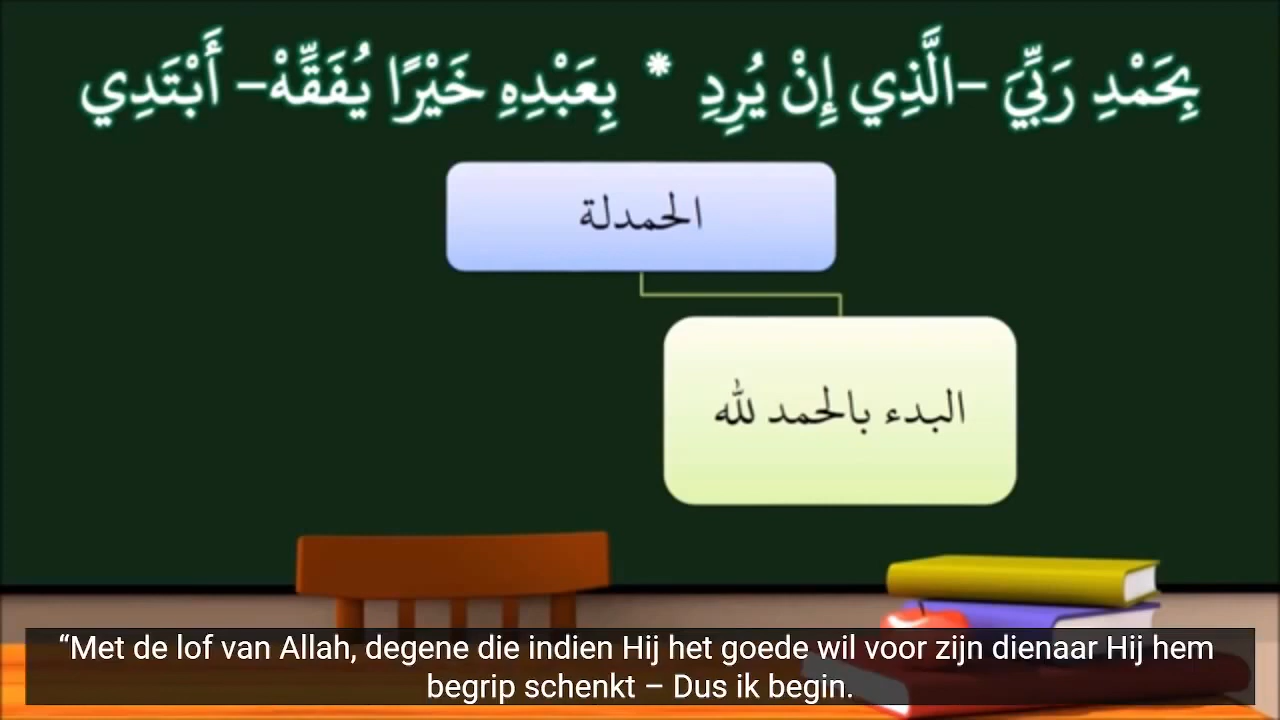 بِحَمْدِ رَبِّيَ –الَّذِي إِنْ يُرِدِ * بِعَبْدِهِ خَيْرًا يُفَقِّهْ– أَبْتَدِي
الحمدلة
البدء بالحمد لله
“Met de lof van Allah, degene die indien Hij het goede wil voor zijn dienaar Hij hem
begrip schenkt – Dus ik begin.